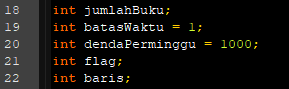 18 int jumlahBuku;
19 int batasWaktu = 1;
20 int dendaPerminggu = 1000;
21 int flag;
22 int baris;